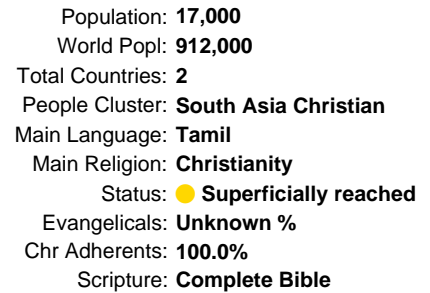 Population: 17,000
World Popl: 912,000
Total Countries: 2
People Cluster: South Asia Christian
Main Language: Tamil
Main Religion: Christianity
Status: Superficially reached
Evangelicals: Unknown %
Chr Adherents: 100.0%
Scripture: Complete Bible